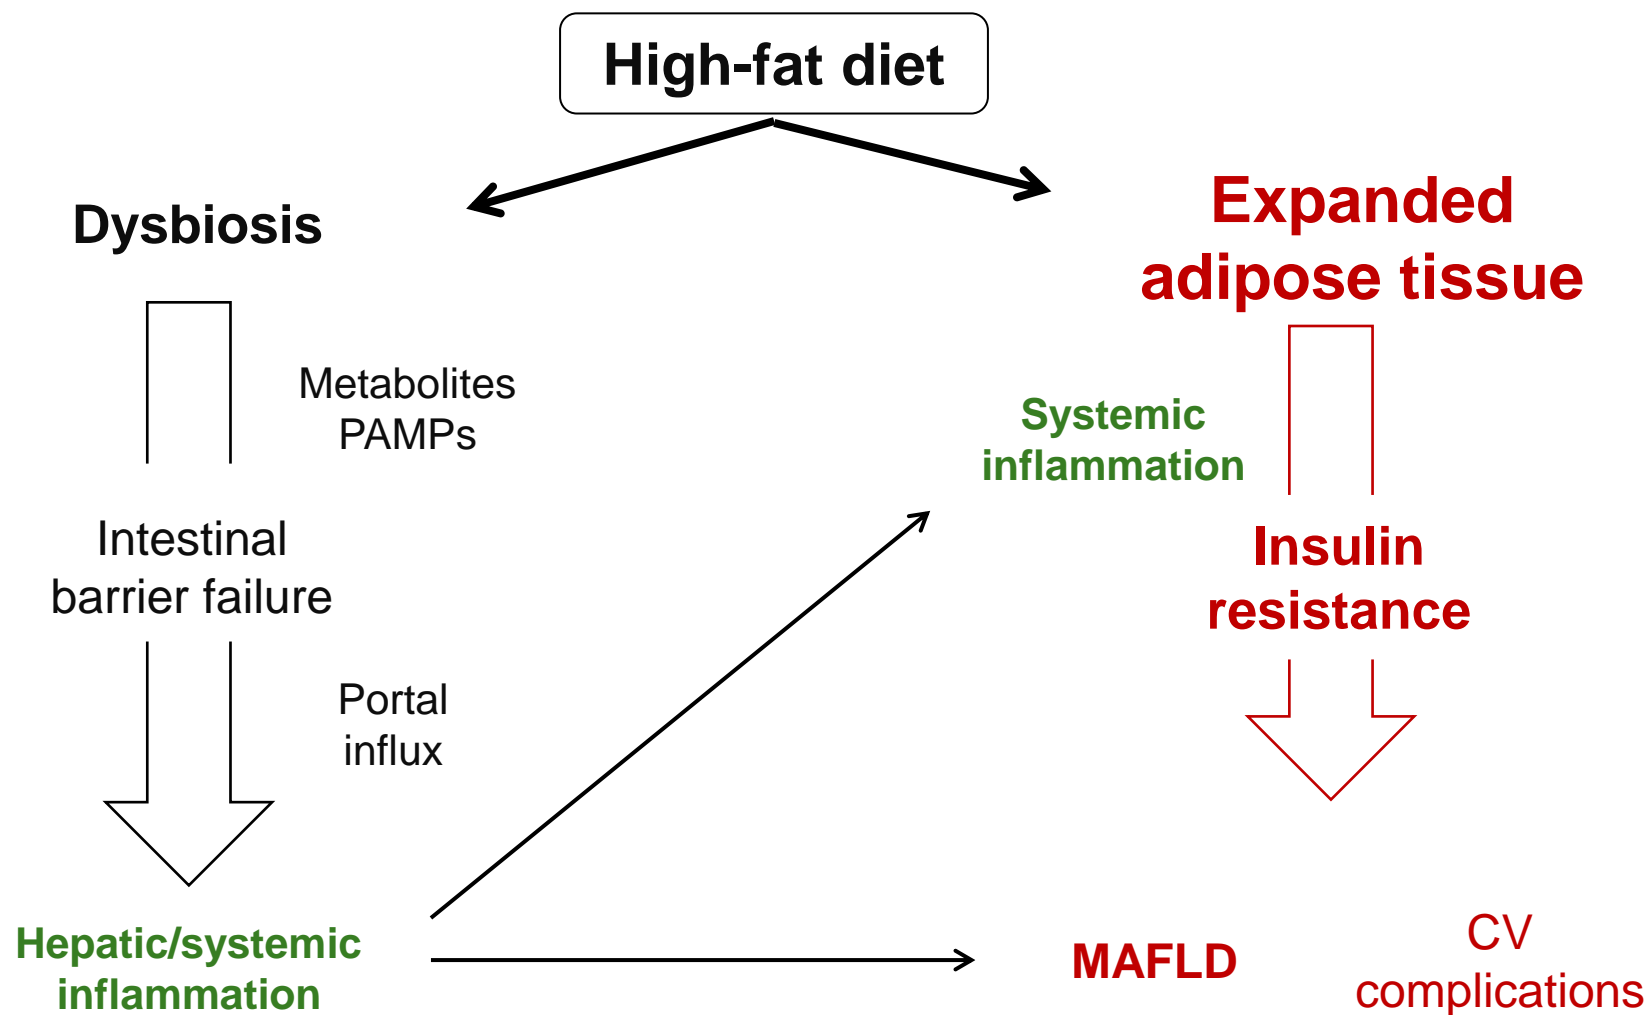 High-fat diet
Dysbiosis
Expanded
adipose tissue
Metabolites
PAMPs
Systemic
inflammation
Intestinal
barrier failure
Insulin
resistance
Portal
influx
Hepatic/systemic
inflammation
MAFLD
CV
complications